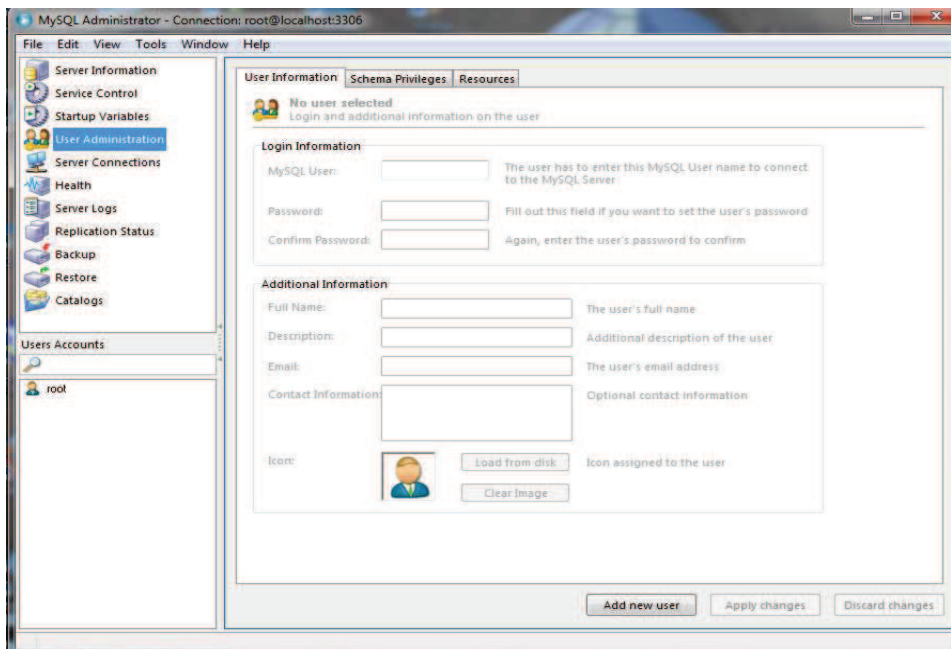 MySQL Administrator - Connection: root@localhost:3306
File Edit View Tools Window Help
Server Information
Service Control
Startup Variables
User Administration
Server Connections
Health
Server Logs
Replication Status
Backup
Restore
Catalogs
Users Accounts
root
User Information Schema Privileges Resources
No user selected
Login and additional information on the user
Login Information
MySQL User: The user has to enter this MySQL User name to connect
to the MySQL Server
Password: Fill out this field if you want to set the user's password
Confirm Password: Again, enter the user's password to confirm
Additional Information
Full Name: The user's full name
Description: Additional description of the user
Email: The user's email address
Contact Information: Optional contact information
Icon: Load from disk Icon assigned to the user
Clear Image
Add new user Apply changes Discard changes